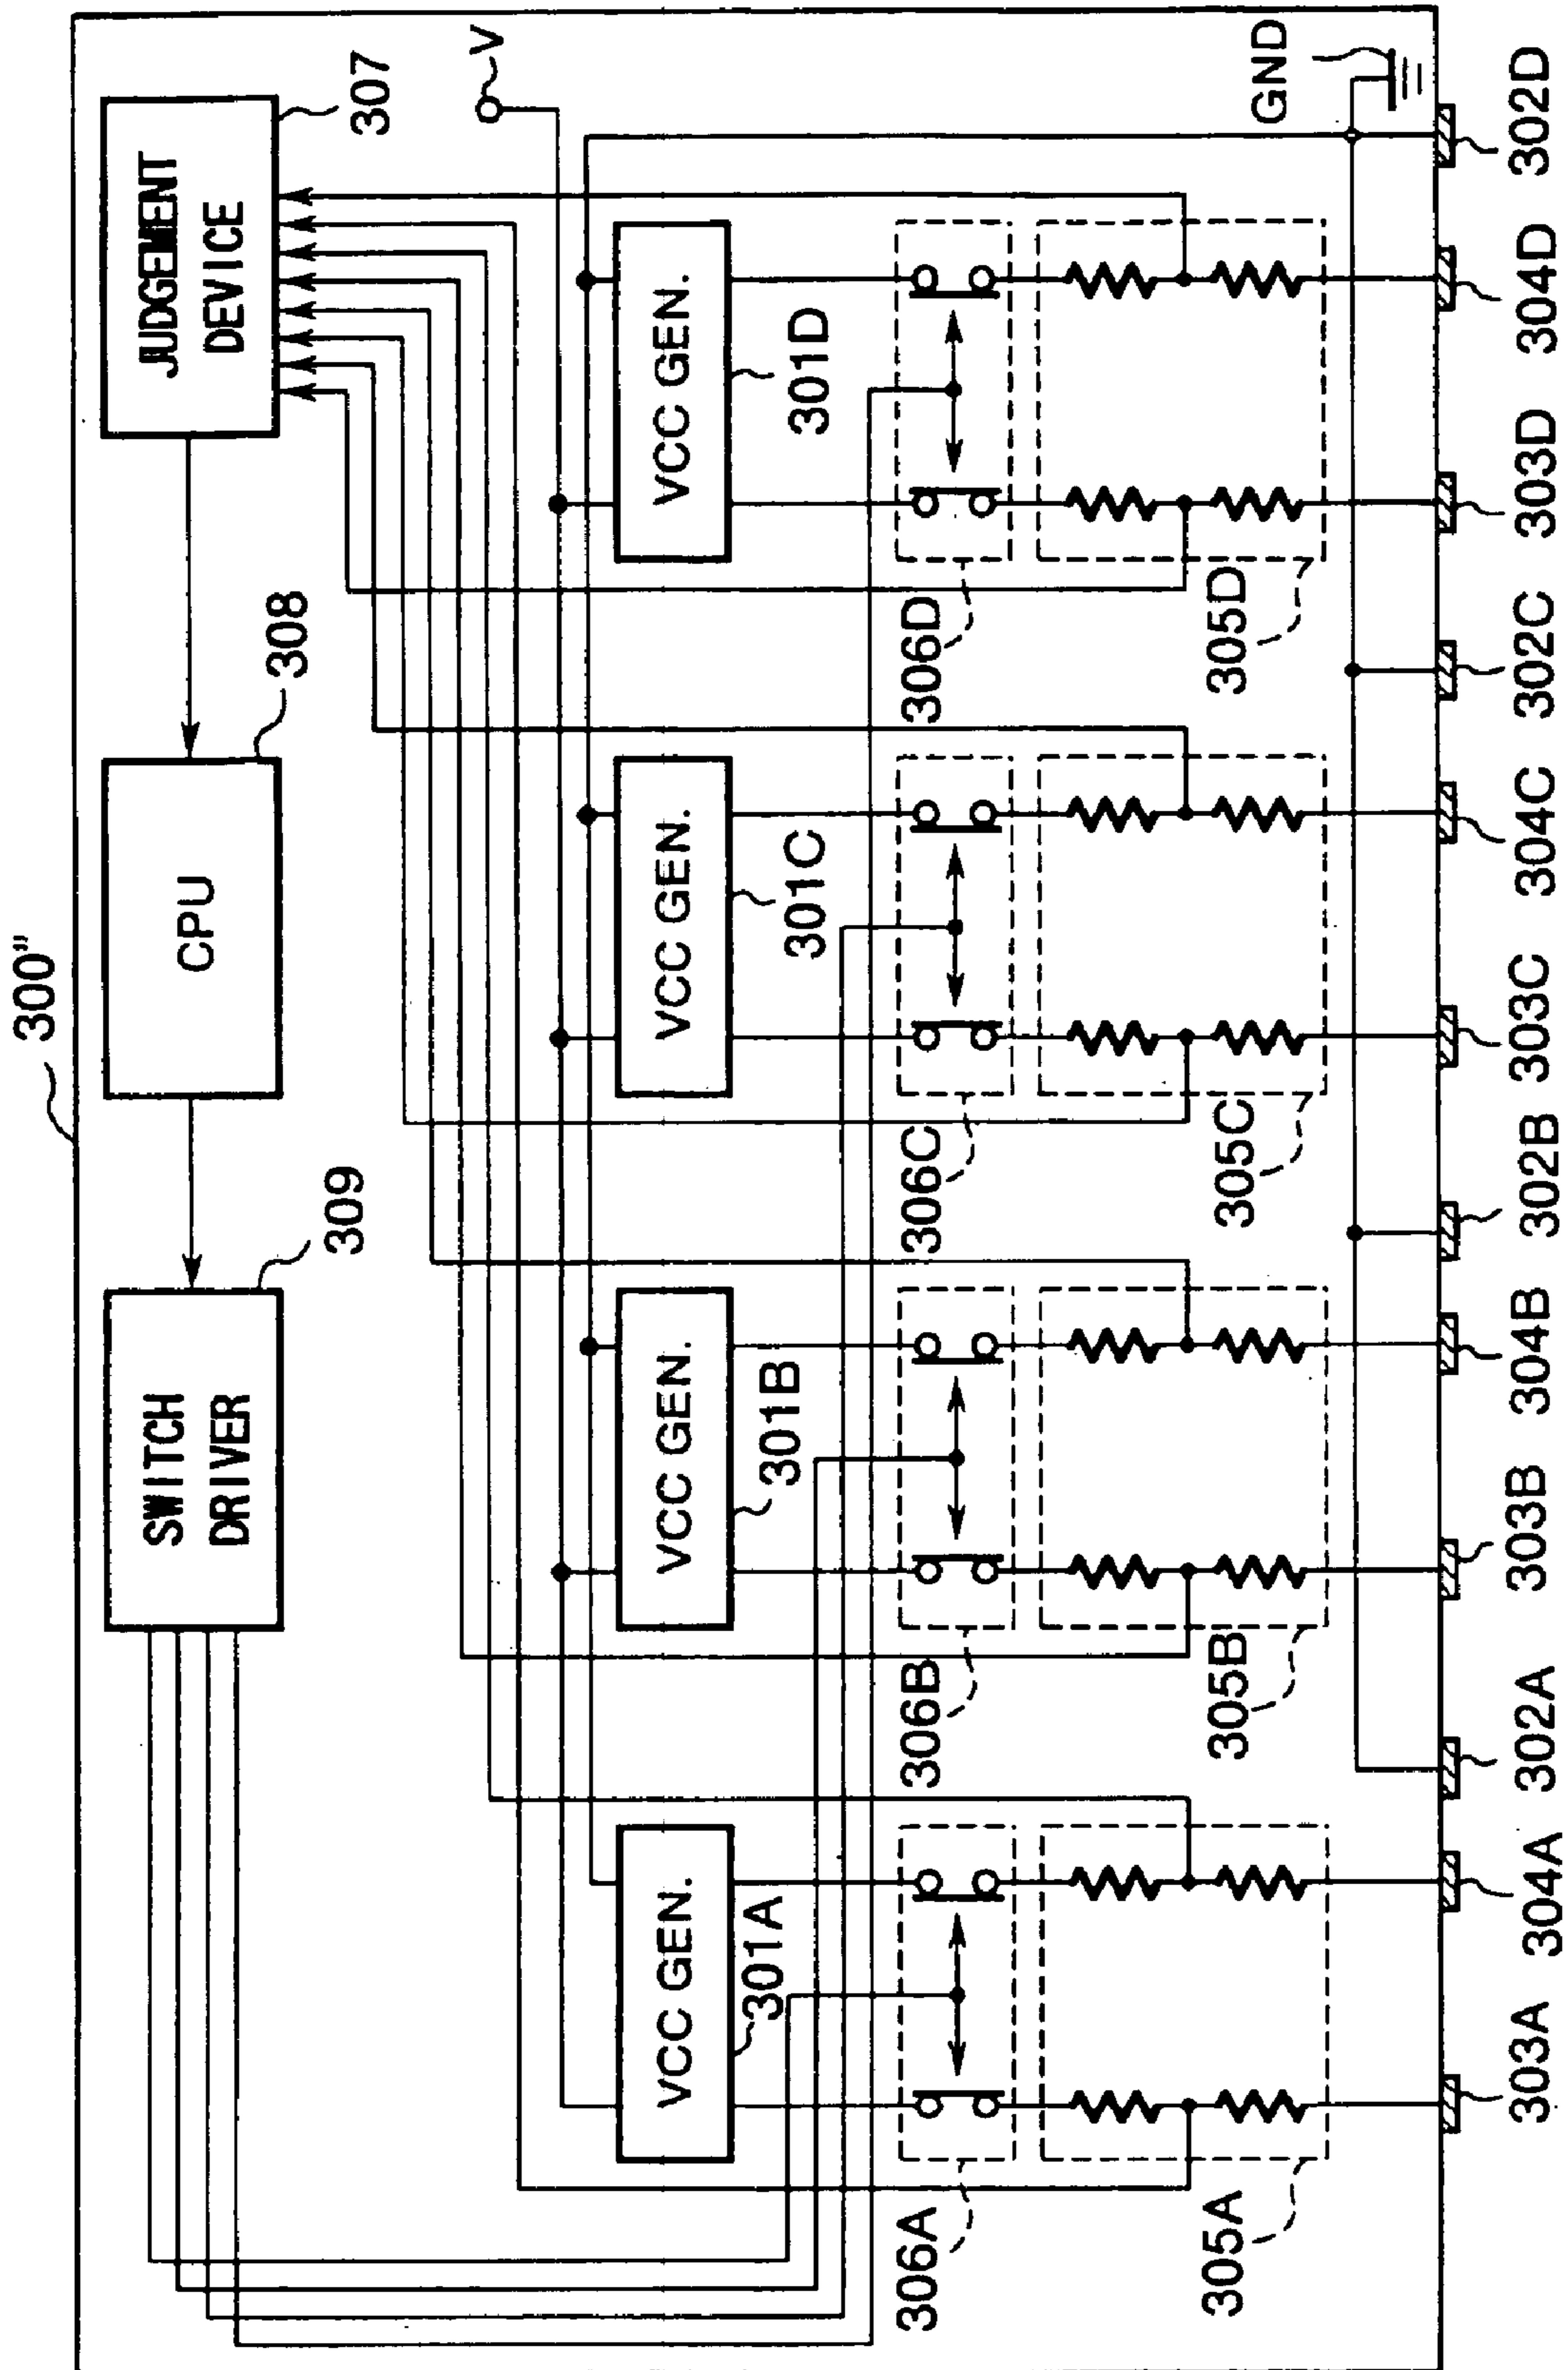 300"
SWITCH
DRIVER
309
CPU
308
JUDGEMENT
DEVICE
307
V
VCC GEN.
301A
VCC GEN.
301B
VCC GEN.
301C
VCC GEN.
301D
306A
306B
306C
306D
305A
305B
305C
305D
GND
303A
304A
302A
303B
304B
302B
303C
304C
302C
303D
304D
302D